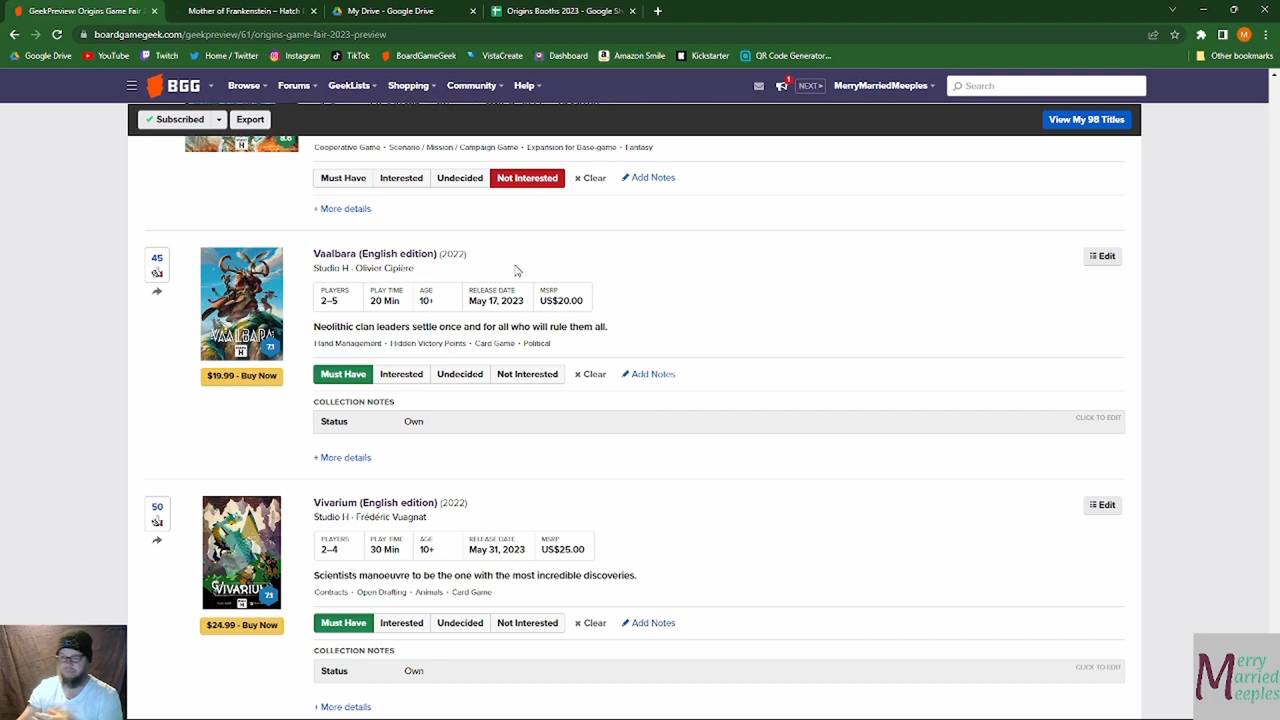 GeekPreview: Origins Game Fair
Mother of Frankenstein – Hatch E
My Drive – Google Drive
Origins Booths 2023 - Google Sh
boardgamegeek.com/geekpreview/61/origins-game-fair-2023-preview
M
Google Drive
YouTube
Twitch
Home / Twitter
Instagram
TikTok
BoardGameGeek
VistaCreate
Dashboard
Amazon Smile
Kickstarter
QR Code Generator...
Other bookmarks
BGG
Browse
Forums
GeekLists
Shopping
Community
Help
1
NEXT
MerryMarriedMeeples
Search
Subscribed
Export
View My 98 Titles
8.6
H
Cooperative Game • Scenario / Mission / Campaign Game • Expansion for Base-game • Fantasy
Must Have Interested Undecided Not Interested × Clear Add Notes
+ More details
45
Vaalbara (English edition) (2022)
Edit
Studio H · Olivier Cipière
PLAYERS PLAY TIME AGE RELEASE DATE MSRP
2–5 20 Min 10+ May 17, 2023 US$20.00
Neolithic clan leaders settle once and for all who will rule them all.
Hand Management • Hidden Victory Points • Card Game • Political
VAALBARA
H
7.1
$19.99 - Buy Now
Must Have Interested Undecided Not Interested × Clear Add Notes
COLLECTION NOTES
Status Own CLICK TO EDIT
+ More details
50
Vivarium (English edition) (2022)
Edit
Studio H · Frédéric Vuagnat
PLAYERS PLAY TIME AGE RELEASE DATE MSRP
2–4 30 Min 10+ May 31, 2023 US$25.00
Scientists manoeuvre to be the one with the most incredible discoveries.
Contracts • Open Drafting • Animals • Card Game
VIVARIUM
H
7.1
$24.99 - Buy Now
Must Have Interested Undecided Not Interested × Clear Add Notes
COLLECTION NOTES
Status Own CLICK TO EDIT
+ More details
Merry
Married
Meeples